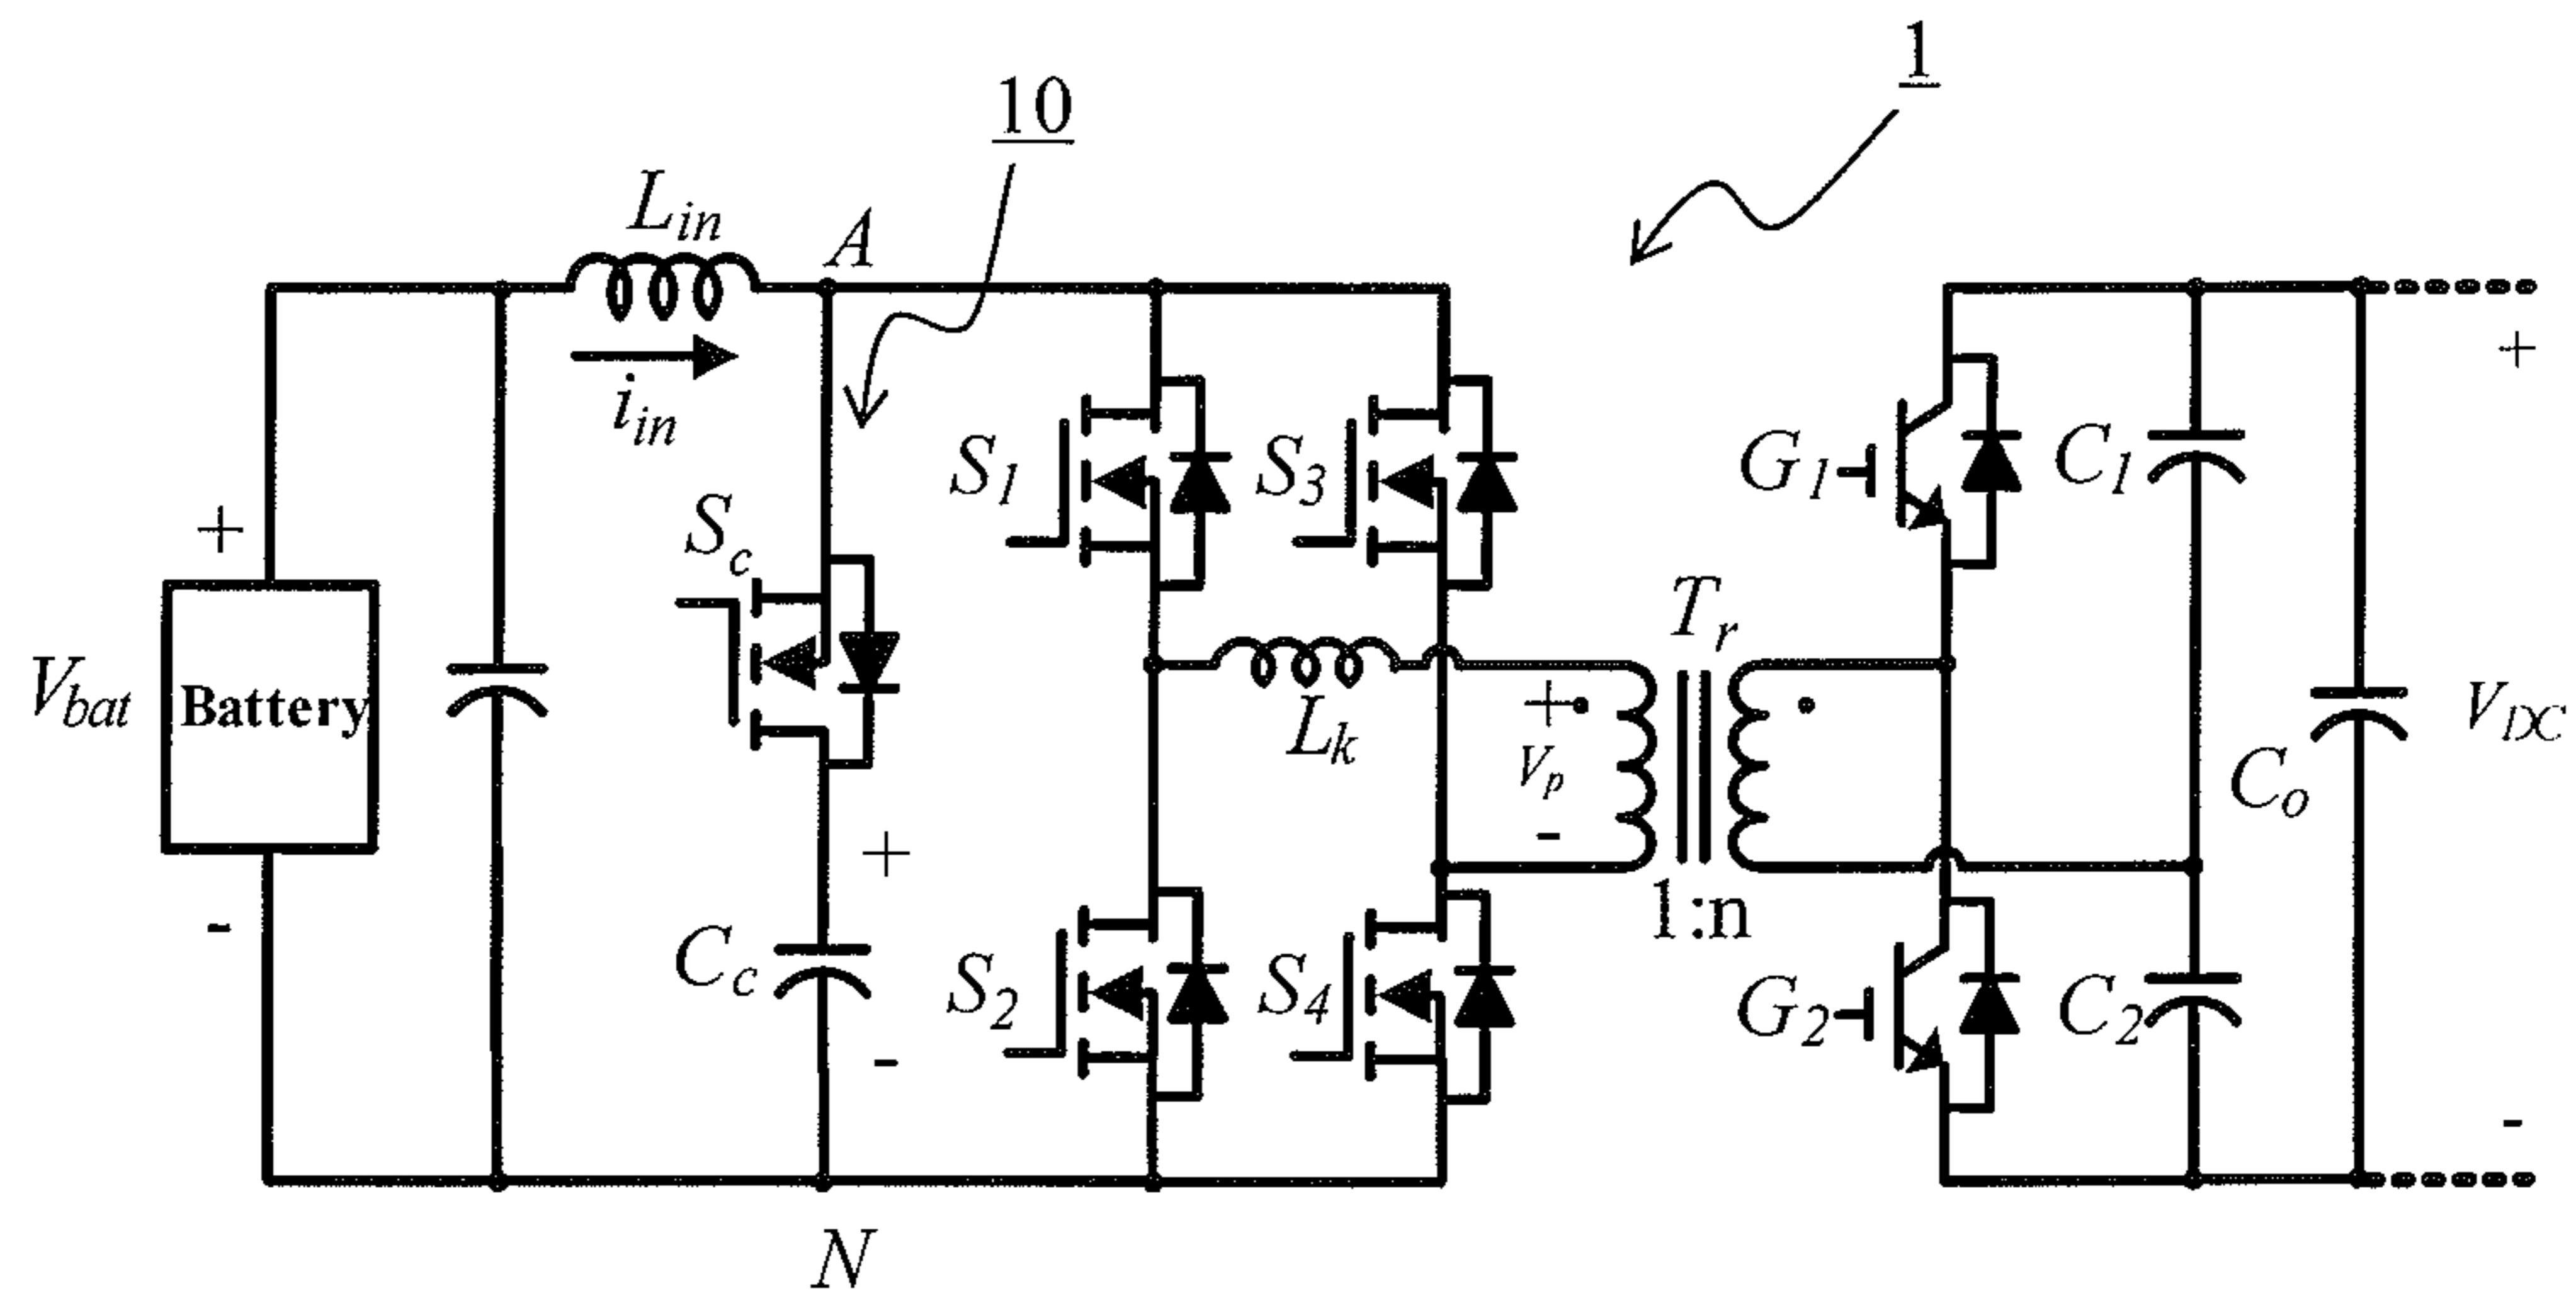 1
10
L_in
A
i_in
+
S_1
S_3
G_1
C_1
+
S_c
T_r
V_bat
Battery
L_k
+
V_p
-
C_o
V_DC
+
-
C_c
S_2
S_4
1:n
G_2
C_2
-
-
N